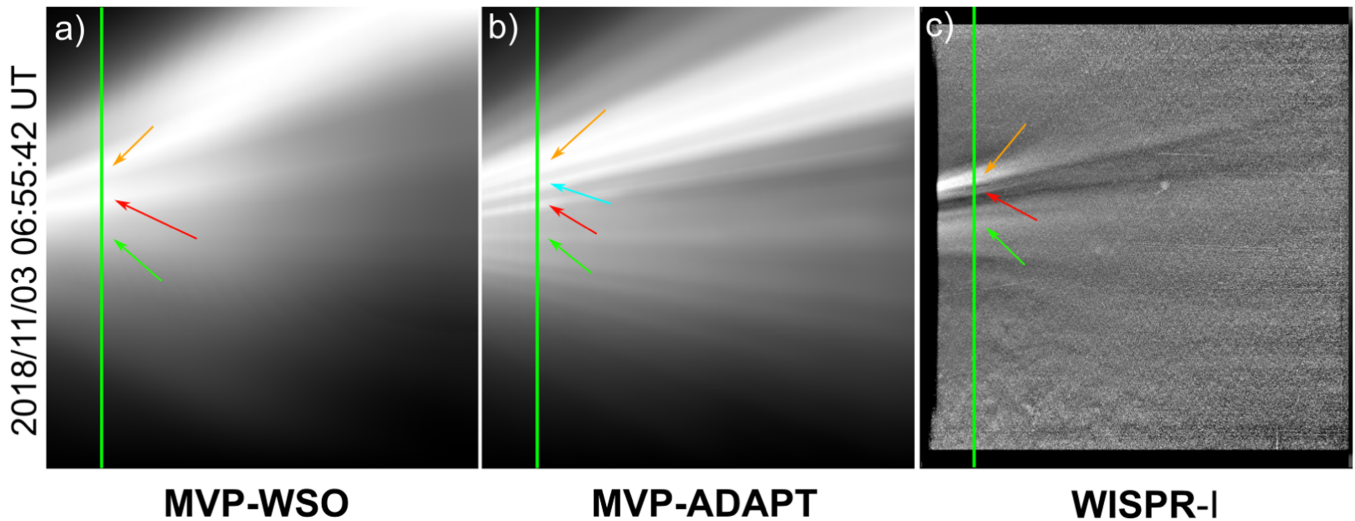 2018/11/03 06:55:42 UT
a)
b)
c)
MVP-WSO
MVP-ADAPT
WISPR-I